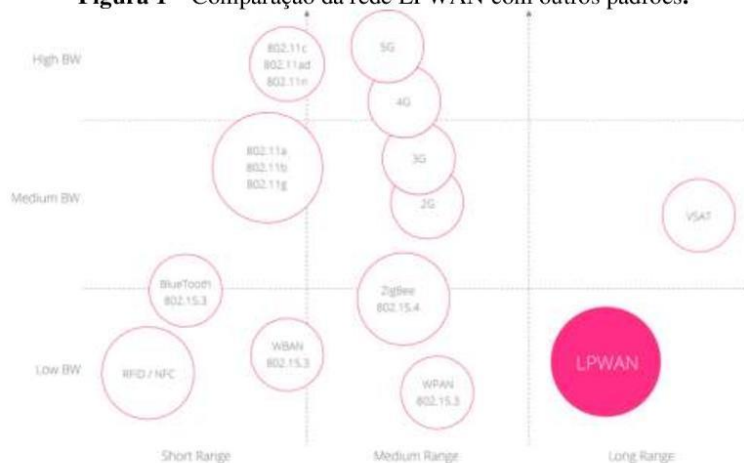 Figura 1 – Comparação da rede LPWAN com outros padrões.
High BW
802.11c
802.11ad
802.11n
5G
4G
802.11a
802.11b
802.11g
3G
Medium BW
2G
VSAT
BlueTooth
802.15.3
ZigBee
802.15.4
WBAN
802.15.3
LPWAN
Low BW
RFID / NFC
WPAN
802.15.3
Short Range
Medium Range
Long Range